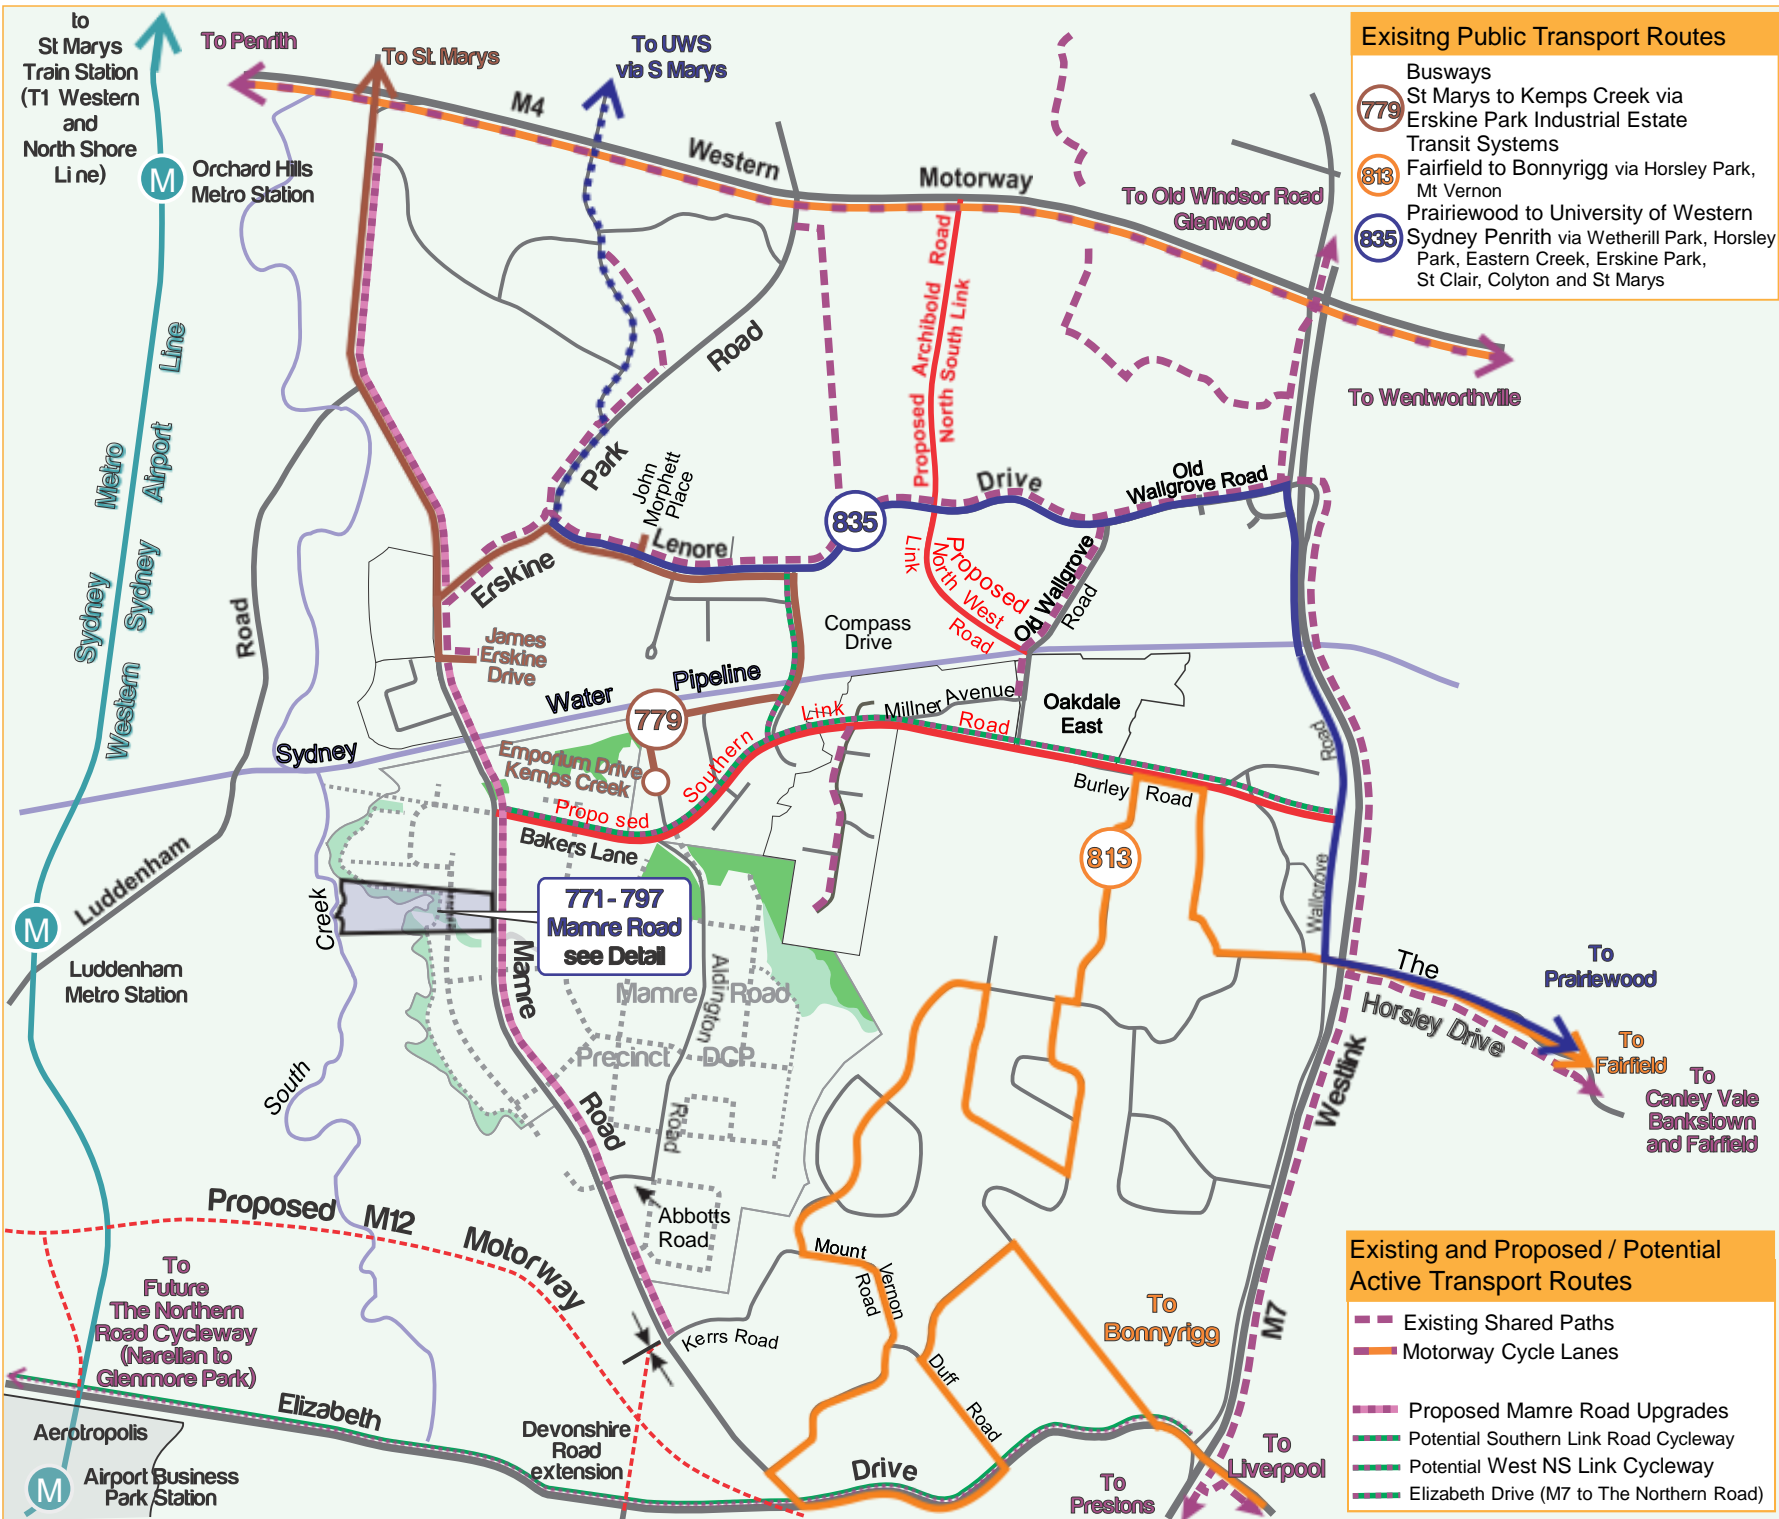 to
St Marys
Train Station
(T1 Western
and
North Shore
Line)
To Penrith
To St. Marys
To UWS
via S Marys
M4
Western
Motorway
M
Orchard Hills
Metro Station
To Old Windsor Road
Glenwood
To Wentworthville
Exisitng Public Transport Routes
Busways
779
St Marys to Kemps Creek via
Erskine Park Industrial Estate
Transit Systems
813
Fairfield to Bonnyrigg via Horsley Park,
Mt Vernon
835
Prairiewood to University of Western
Sydney Penrith via Wetherill Park, Horsley
Park, Eastern Creek, Erskine Park,
St Clair, Colyton and St Marys
Proposed Archibold Road
North South Link
Sydney Metro
Western Sydney Airport Line
Road
Park
John
Morphett
Place
Lenore
835
Drive
Old
Wallgrove Road
Erskine
Link
Proposed
North West
Road
Old Wallgrove
Road
Compass
Drive
James
Erskine
Drive
Road
Sydney
Water
Pipeline
779
Emporium Drive
Kemps Creek
Propo sed
Southern
Link
Road
Millner Avenue
Oakdale
East
Burley Road
Road
Wallgrove
813
Bakers Lane
Luddenham
M
Luddenham
Metro Station
Creek
South
771-797
Mamre Road
see Detail
Mamre
Road
Mamre Road
Precinct DCP
Aldington
Road
Abbotts
Road
The
Horsley Drive
To
Prairiewood
To
Fairfield
To
Canley Vale
Bankstown
and Fairfield
Westlink
M7
Proposed M12
Motorway
To
Future
The Northern
Road Cycleway
(Narellan to
Glenmore Park)
Mount
Vernon
Road
Kerrs Road
Duff
Road
To
Bonnyrigg
Elizabeth
Drive
Devonshire
Road
extension
Aerotropolis
M
Airport Business
Park Station
To
Prestons
To
Liverpool
Existing and Proposed / Potential
Active Transport Routes
Existing Shared Paths
Motorway Cycle Lanes
Proposed Mamre Road Upgrades
Potential Southern Link Road Cycleway
Potential West NS Link Cycleway
Elizabeth Drive (M7 to The Northern Road)